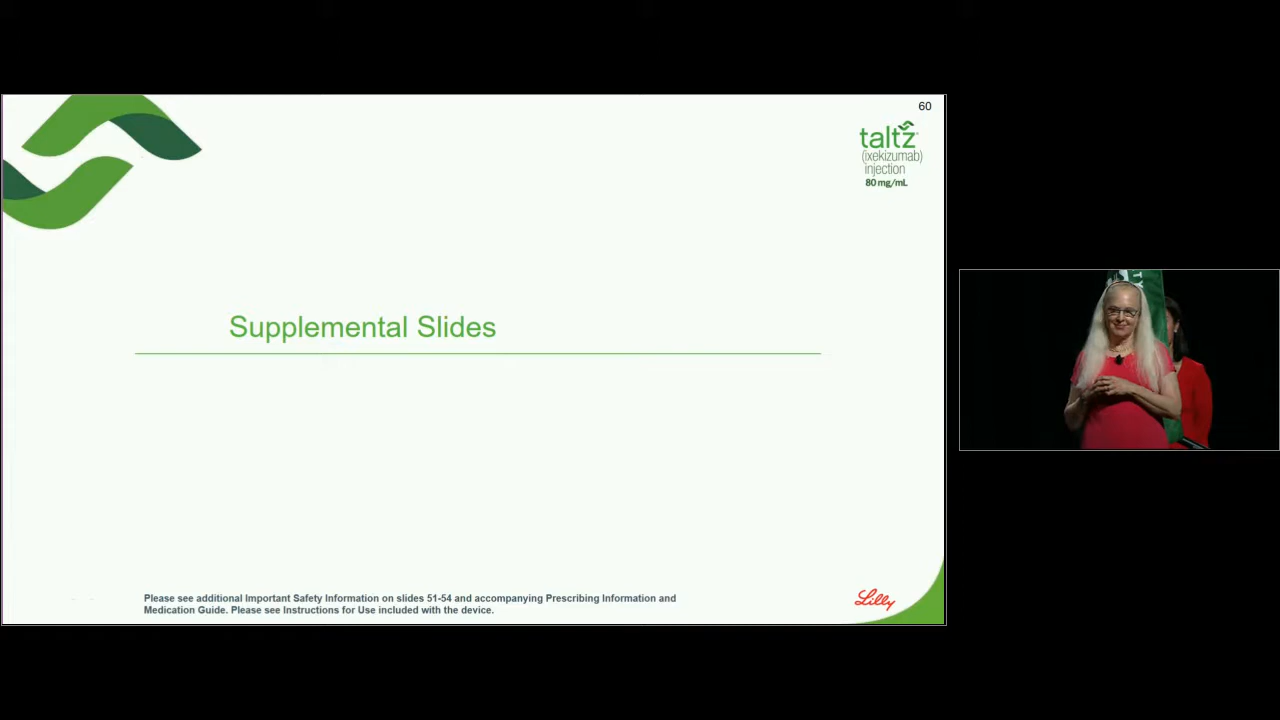 60
taltz
(ixekizumab)
injection
80 mg/mL
Supplemental Slides
Please see additional Important Safety Information on slides 51-54 and accompanying Prescribing Information and
Medication Guide. Please see Instructions for Use included with the device.
Lilly